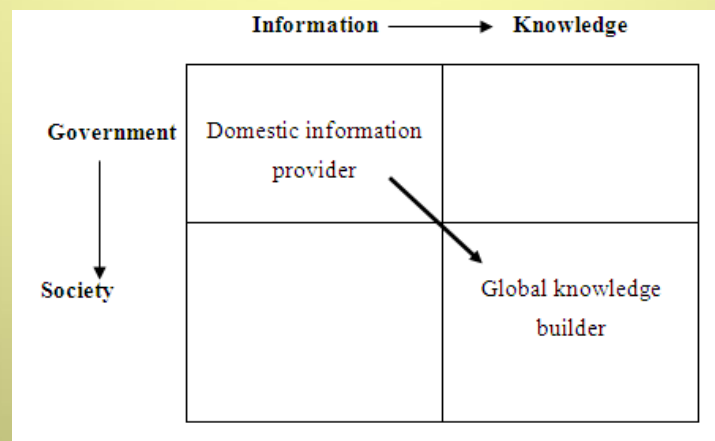 Information Knowledge
Government
Domestic information
provider
Society
Global knowledge
builder